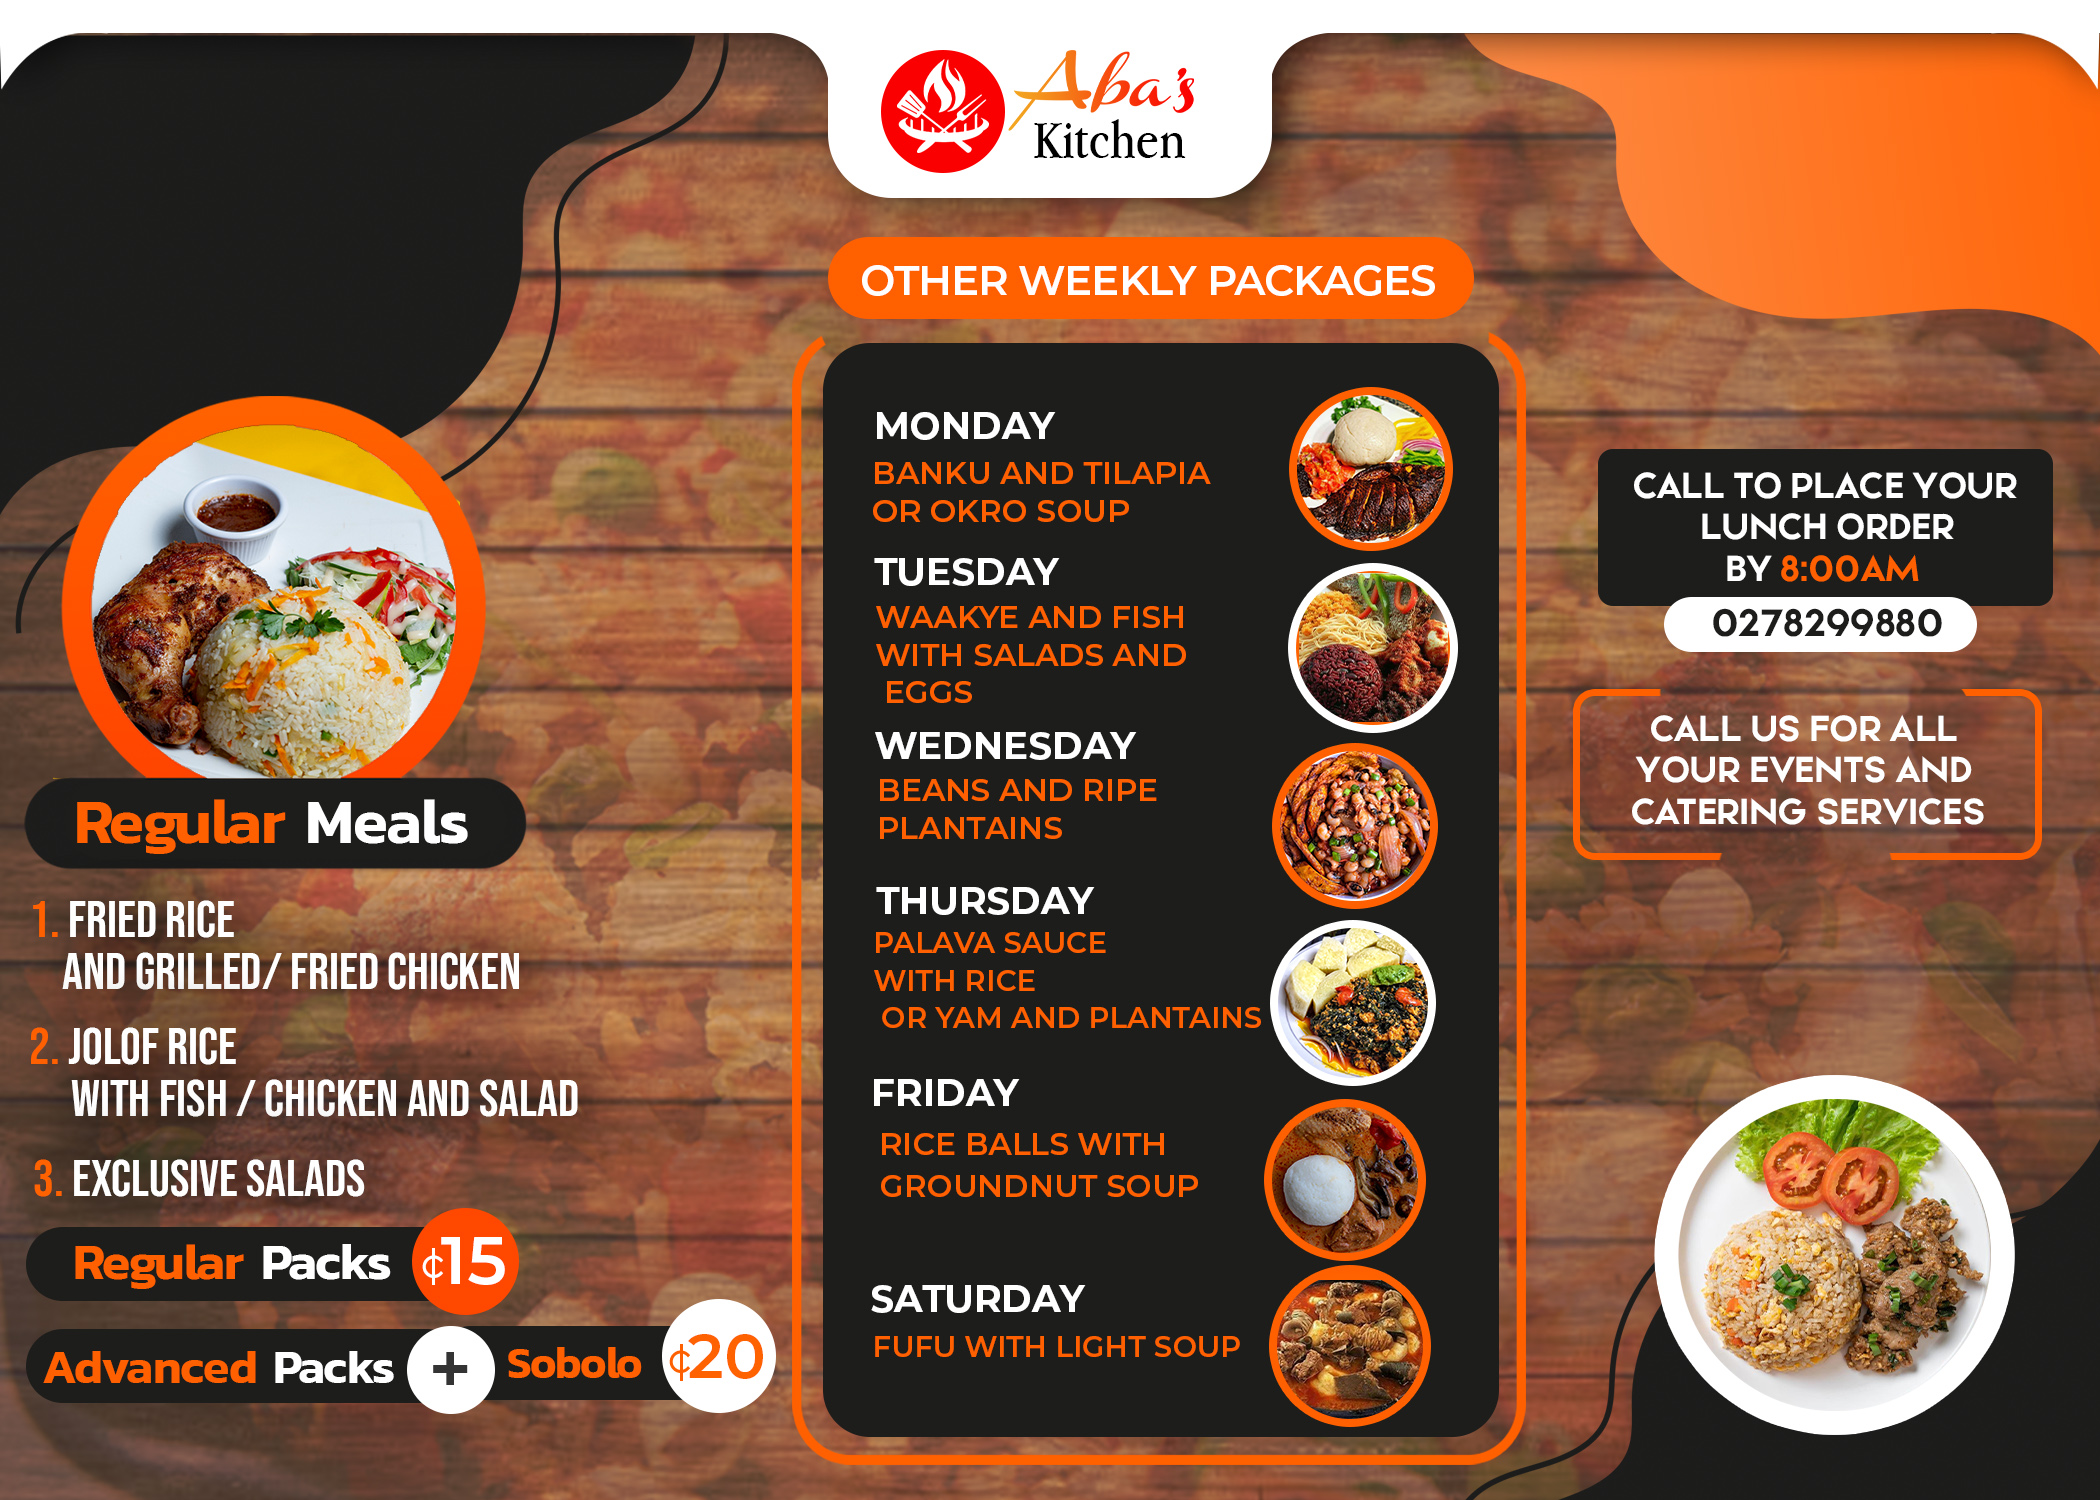 Aba's
Kitchen
OTHER WEEKLY PACKAGES
Regular Meals
1. FRIED RICE
AND GRILLED/ FRIED CHICKEN
2. JOLOF RICE
WITH FISH / CHICKEN AND SALAD
3. EXCLUSIVE SALADS
Regular Packs ¢15
Advanced Packs + Sobolo ¢20
MONDAY
BANKU AND TILAPIA
OR OKRO SOUP
TUESDAY
WAAKYE AND FISH
WITH SALADS AND
EGGS
WEDNESDAY
BEANS AND RIPE
PLANTAINS
THURSDAY
PALAVA SAUCE
WITH RICE
OR YAM AND PLANTAINS
FRIDAY
RICE BALLS WITH
GROUNDNUT SOUP
SATURDAY
FUFU WITH LIGHT SOUP
CALL TO PLACE YOUR
LUNCH ORDER
BY 8:00AM
0278299880
CALL US FOR ALL
YOUR EVENTS AND
CATERING SERVICES